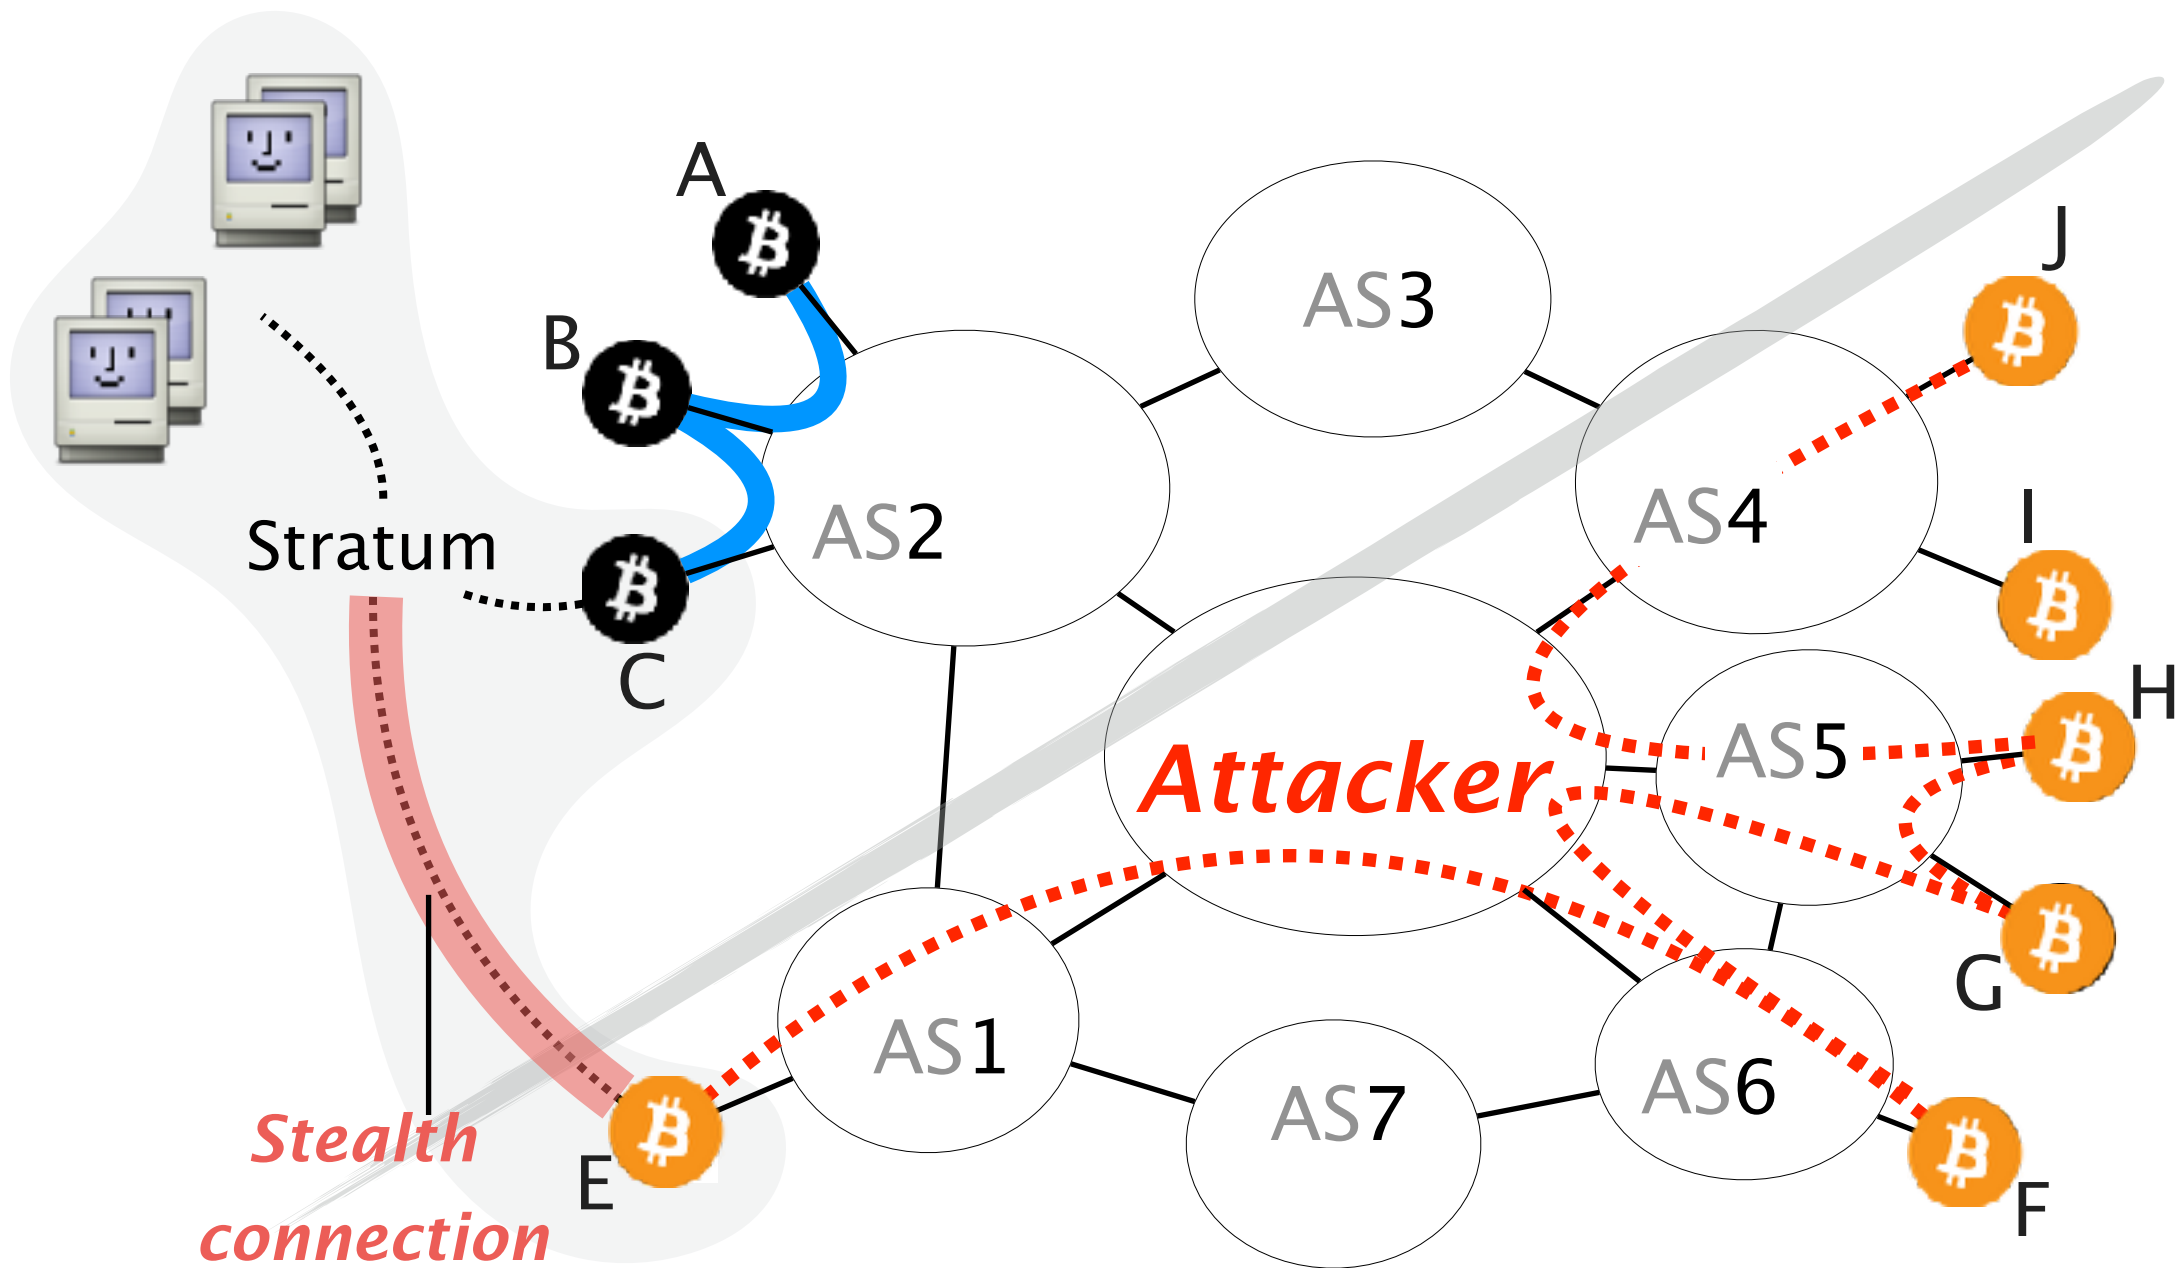 A
J
AS3
B
I
AS4
AS2
Stratum
H
C
AS5
Attacker
G
AS1
AS6
AS7
Stealth
connection
E
F